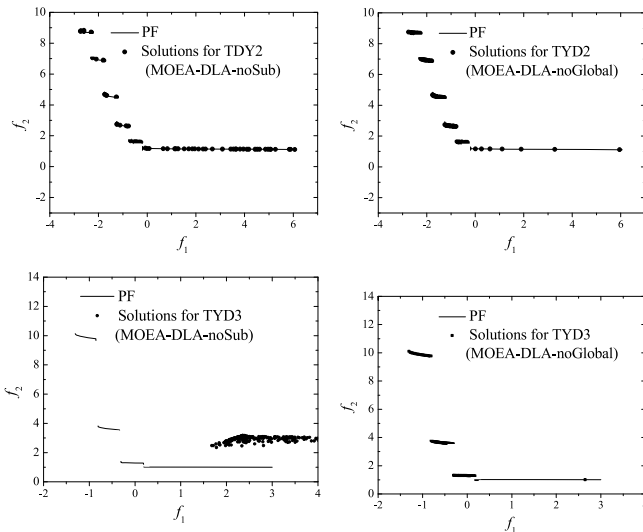 10
8
6
4
2
0
-2
f2
PF
Solutions for TDY2
(MOEA-DLA-noSub)
-4 -2 0 2 4 6
f1
10
8
6
4
2
0
-2
f2
PF
Solutions for TYD2
(MOEA-DLA-noGlobal)
-4 -2 0 2 4 6
f1
14
12
10
8
6
4
2
0
f2
PF
Solutions for TYD3
(MOEA-DLA-noSub)
-2 -1 0 1 2 3 4
f1
14
12
10
8
6
4
2
0
f2
PF
Solutions for TYD3
(MOEA-DLA-noGlobal)
-2 -1 0 1 2 3 4
f1